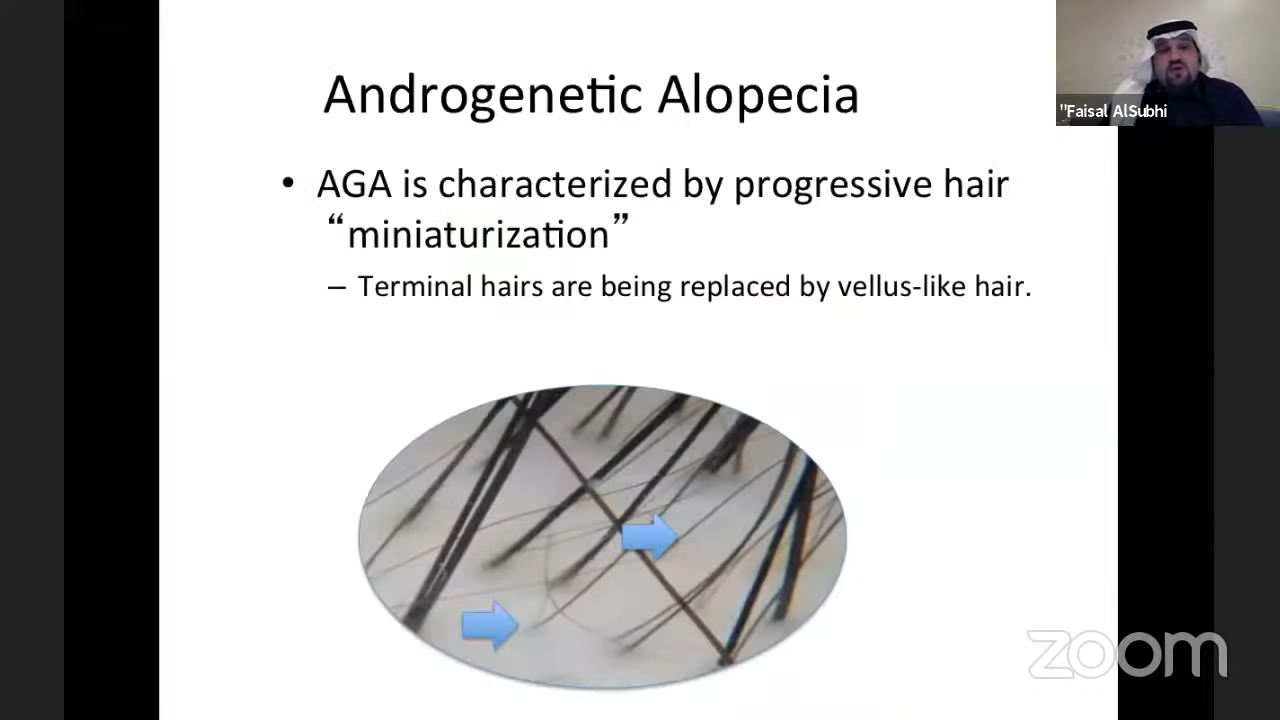 Androgenetic Alopecia
"Faisal AlSubhi
• AGA is characterized by progressive hair
“miniaturization”
– Terminal hairs are being replaced by vellus-like hair.
zoom